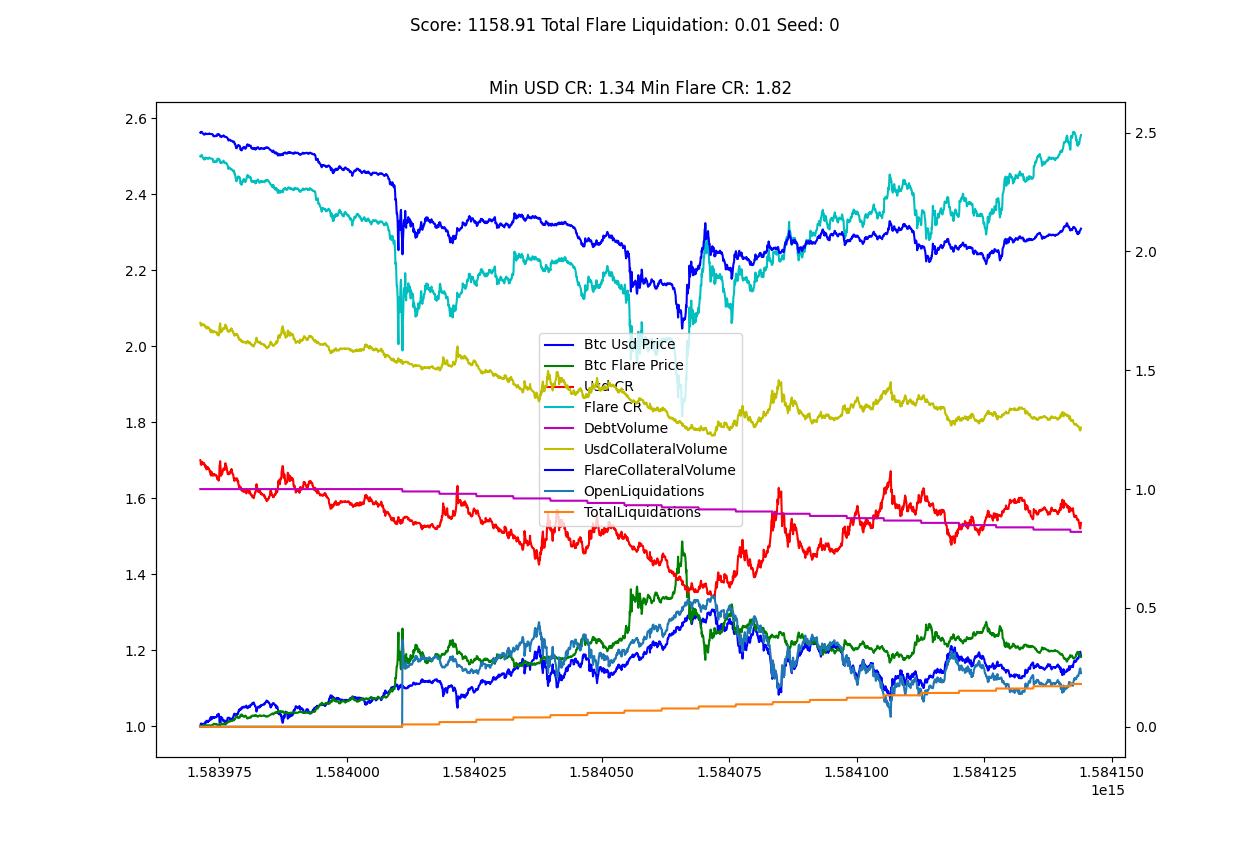 Score: 1158.91 Total Flare Liquidation: 0.01 Seed: 0
Min USD CR: 1.34 Min Flare CR: 1.82
2.6
2.4
2.2
2.0
1.8
1.6
1.4
1.2
1.0
2.5
2.0
1.5
1.0
0.5
0.0
Btc Usd Price
Btc Flare Price
Usd CR
Flare CR
DebtVolume
UsdCollateralVolume
FlareCollateralVolume
OpenLiquidations
TotalLiquidations
1.583975
1.584000
1.584025
1.584050
1.584075
1.584100
1.584125
1.584150
1e15